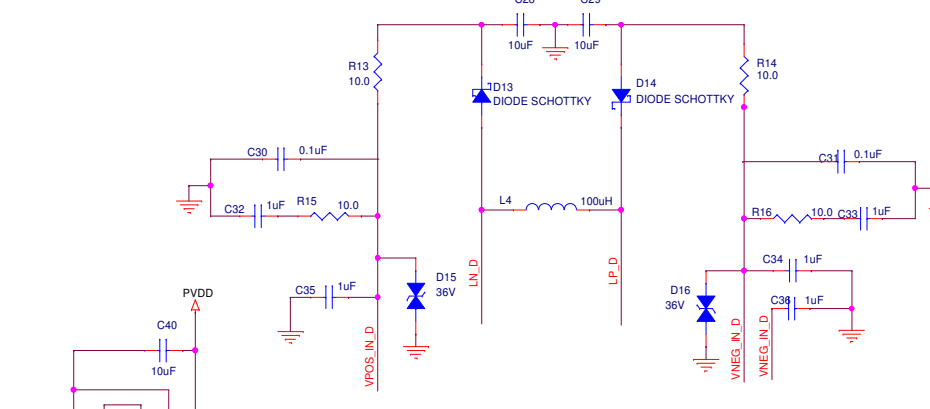 C28
C29
10uF
10uF
R13
10.0
D13
DIODE SCHOTTKY
D14
DIODE SCHOTTKY
R14
10.0
C30
0.1uF
C31
0.1uF
C32
1uF
R15
10.0
L4
100uH
R16
10.0
C33
1uF
C34
1uF
C35
1uF
D15
36V
LN_D
LP_D
D16
36V
C36
1uF
PVDD
C40
10uF
VPOS_IN_D
VNEG_IN_D
VNEG_IN_D